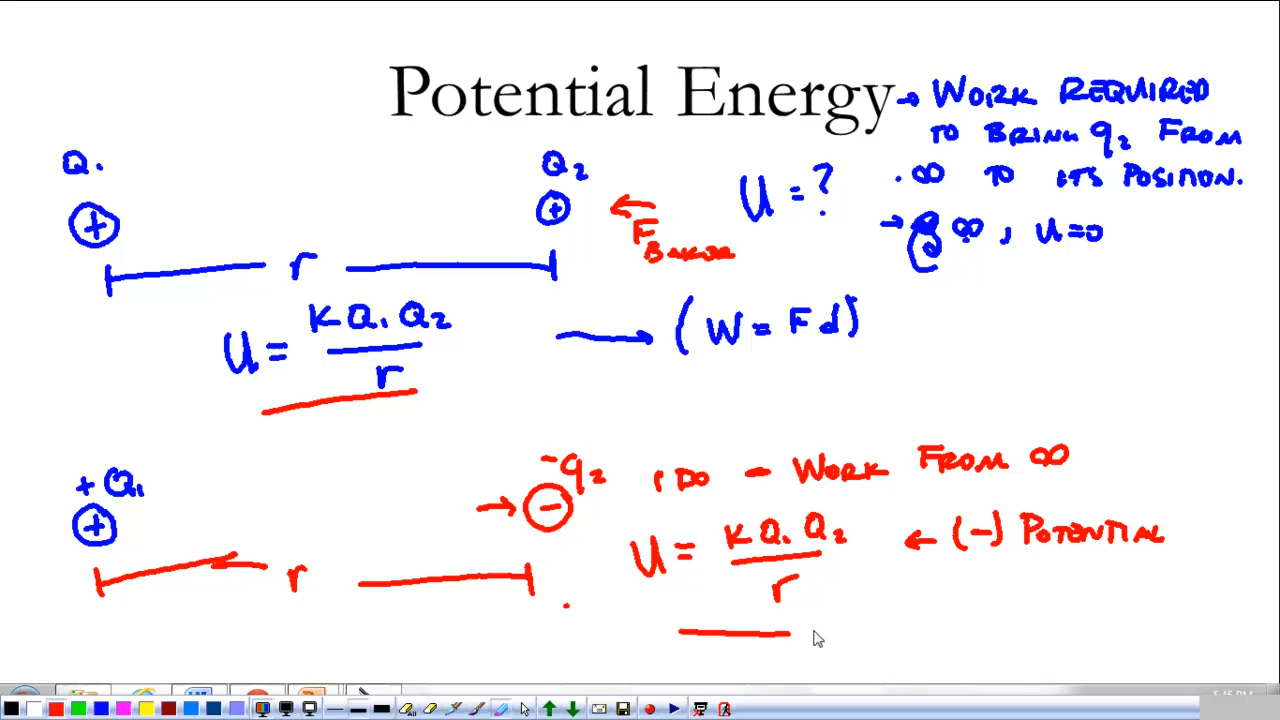 Potential Energy
→ WORK REQUIRED
TO BRING q2 FROM
∞ TO ITS POSITION.
→ @ ∞, U=0
Q1
Q2
+
+
U = ?
F
r
U = KQ1Q2 / r
→ (W = Fd)
+Q1
+
-q2
-
I DO - WORK FROM ∞
r
U = KQ1Q2 / r
← (-) POTENTIAL